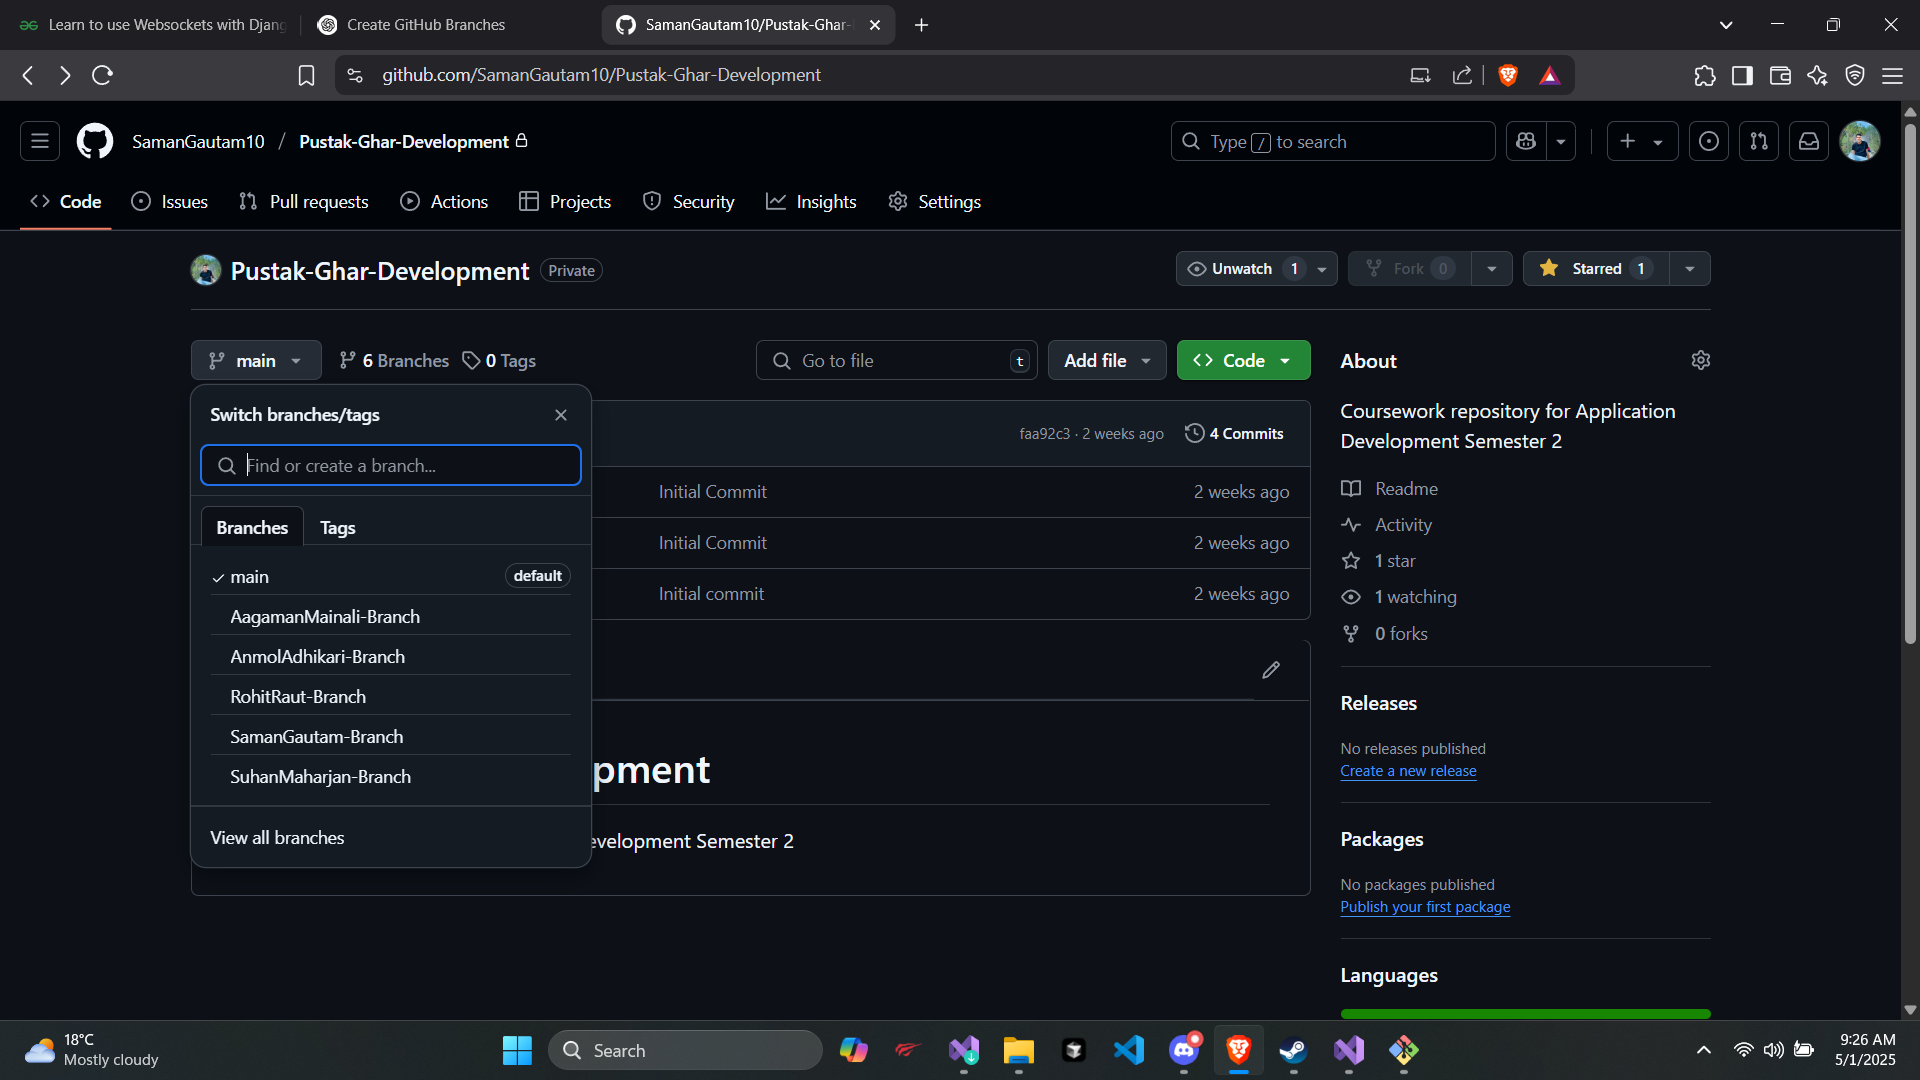 Learn to use Websockets with Djang
Create GitHub Branches
SamanGautam10/Pustak-Ghar-
github.com/SamanGautam10/Pustak-Ghar-Development
SamanGautam10 / Pustak-Ghar-Development
Type / to search
Code
Issues
Pull requests
Actions
Projects
Security
Insights
Settings
Pustak-Ghar-Development
Private
Unwatch 1
Fork 0
Starred 1
main
6 Branches
0 Tags
Go to file
t
Add file
Code
Switch branches/tags
Find or create a branch...
Branches
Tags
main
default
AagamanMainali-Branch
AnmolAdhikari-Branch
RohitRaut-Branch
SamanGautam-Branch
SuhanMaharjan-Branch
View all branches
faa92c3 · 2 weeks ago
4 Commits
Initial Commit
2 weeks ago
Initial Commit
2 weeks ago
Initial commit
2 weeks ago
pment
evelopment Semester 2
About
Coursework repository for Application
Development Semester 2
Readme
Activity
1 star
1 watching
0 forks
Releases
No releases published
Create a new release
Packages
No packages published
Publish your first package
Languages
18°C
Mostly cloudy
Search
9:26 AM
5/1/2025